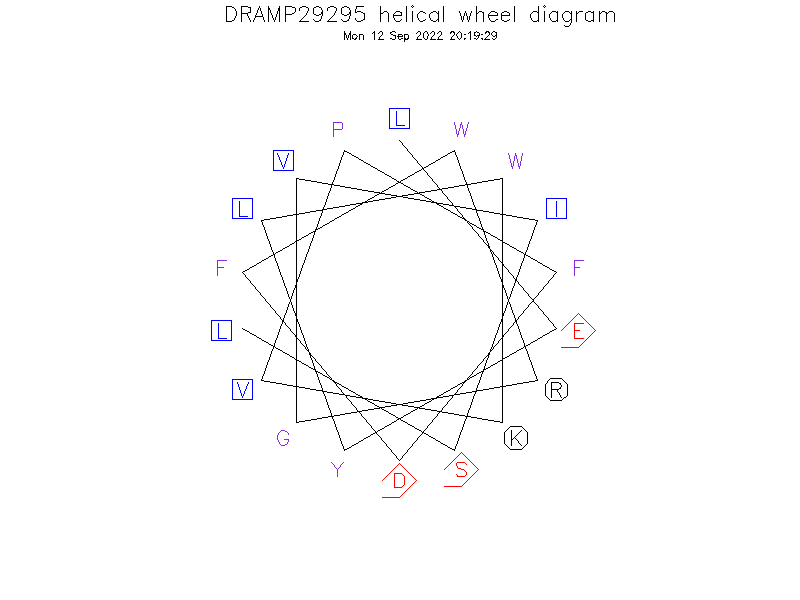 DRAMP29295 helical wheel diagram
Mon 12 Sep 2022 20:19:29
L
P
W
V
W
L
I
F
F
L
E
V
R
G
K
Y
S
D